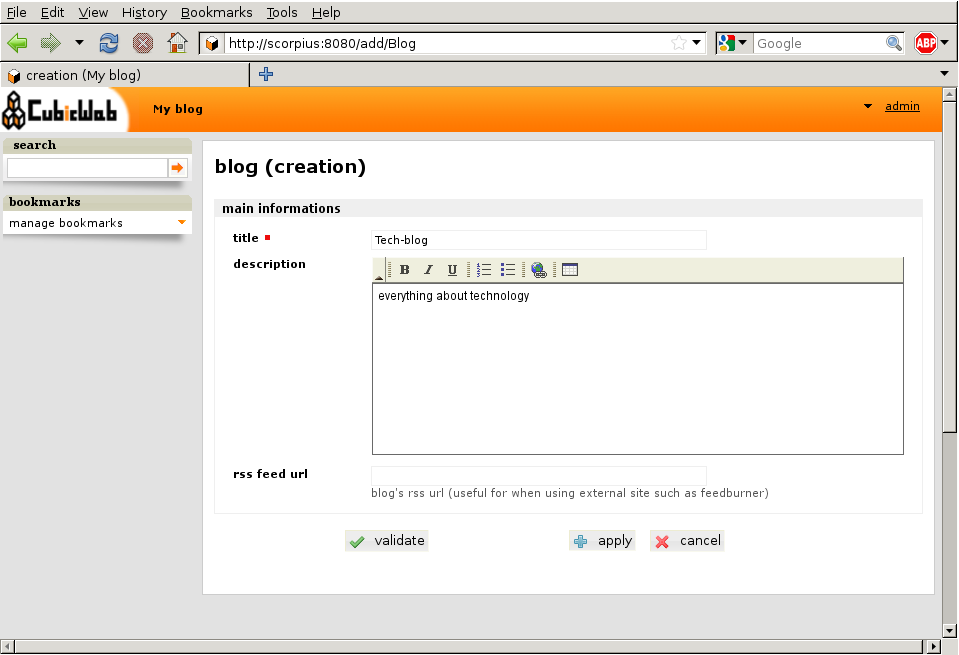 File Edit View History Bookmarks Tools Help
http://scorpius:8080/add/Blog Google ABP
creation (My blog)
CubicWeb My blog admin
search
bookmarks
manage bookmarks
blog (creation)
main informations
title Tech-blog
description
B I U
everything about technology
rss feed url
blog's rss url (useful for when using external site such as feedburner)
validate apply cancel